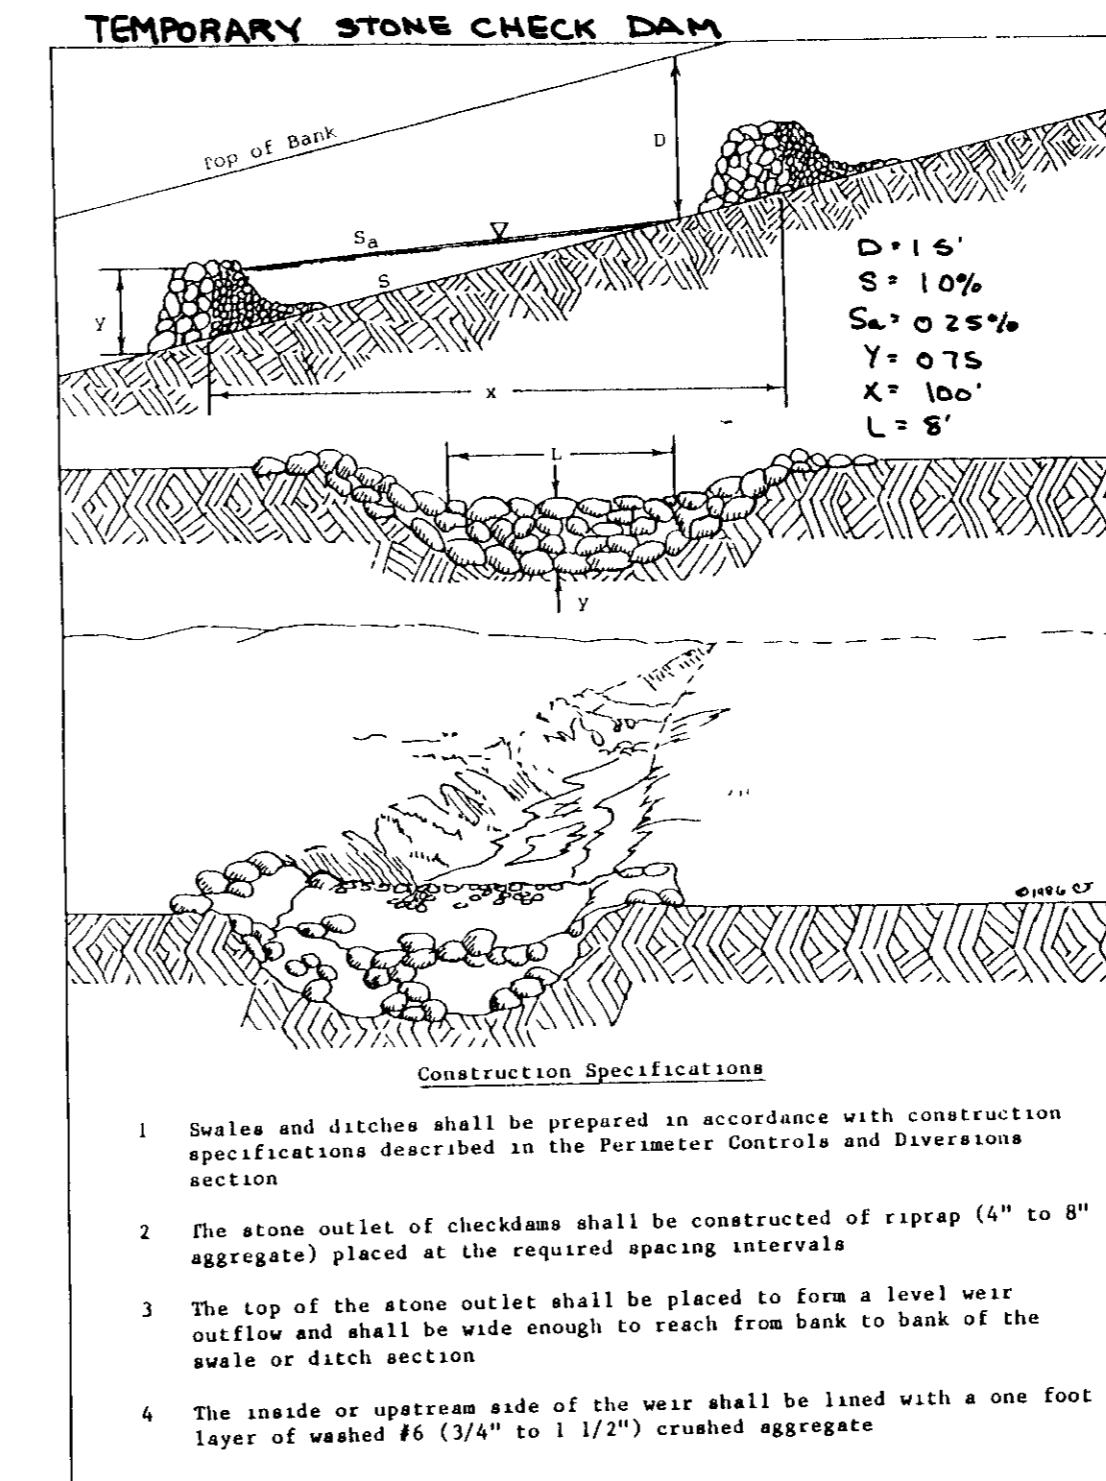 TEMPORARY STONE CHECK DAM
Top of Bank
D
Sa
S
y
x
D = 1 5'
S = 1 0%
Sa = 0 25%
Y = 0 75
X = 100'
L = 8'
L
y
©1986 CJ
Construction Specifications
1 Swales and ditches shall be prepared in accordance with construction
specifications described in the Perimeter Controls and Diversions
section
2 The stone outlet of checkdams shall be constructed of riprap (4" to 8"
aggregate) placed at the required spacing intervals
3 The top of the stone outlet shall be placed to form a level weir
outflow and shall be wide enough to reach from bank to bank of the
swale or ditch section
4 The inside or upstream side of the weir shall be lined with a one foot
layer of washed #6 (3/4" to 1 1/2") crushed aggregate